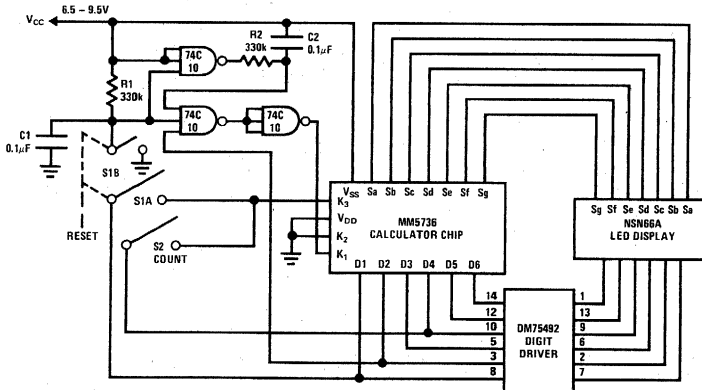 6.5 – 9.5V
VCC
R2
330k
C2
0.1µF
74C
10
R1
330k
74C
10
74C
10
C1
0.1µF
S1B
S1A
RESET
S2
COUNT
VSS Sa Sb Sc Sd Se Sf Sg
K3
VDD
K2
K1
MM5736
CALCULATOR CHIP
D1 D2 D3 D4 D5 D6
Sg Sf Se Sd Sc Sb Sa
NSN66A
LED DISPLAY
14
12
10
5
3
8
DM75492
DIGIT
DRIVER
1
13
9
6
2
7